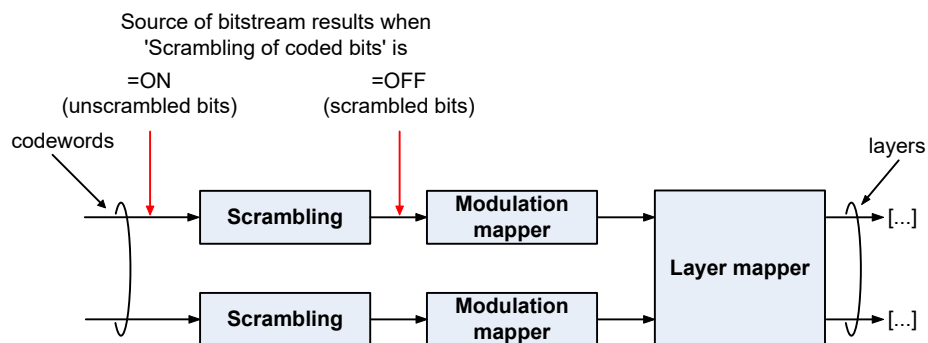 Source of bitstream results when
'Scrambling of coded bits' is
=ON
(unscrambled bits)
=OFF
(scrambled bits)
codewords
layers
Scrambling
Modulation
mapper
Layer mapper
[...]
Scrambling
Modulation
mapper
[...]